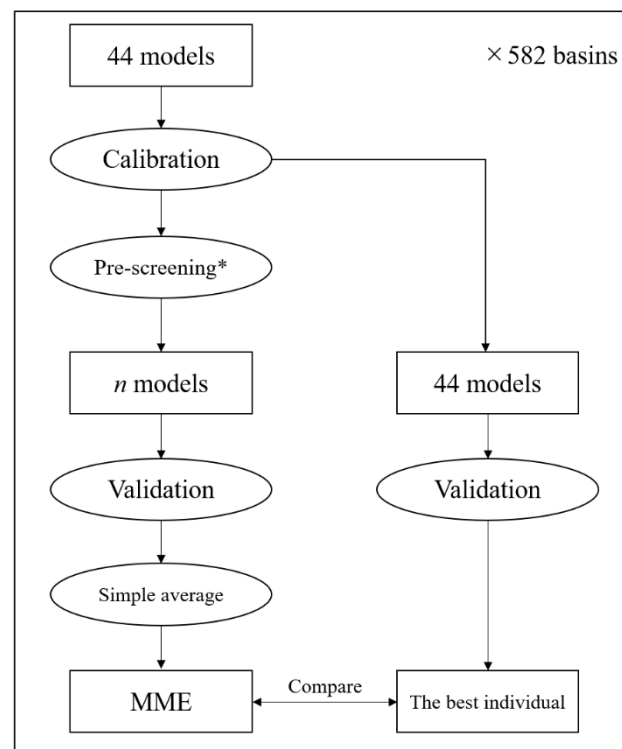 44 models
× 582 basins
Calibration
Pre-screening*
n models
44 models
Validation
Validation
Simple average
MME
Compare
The best individual